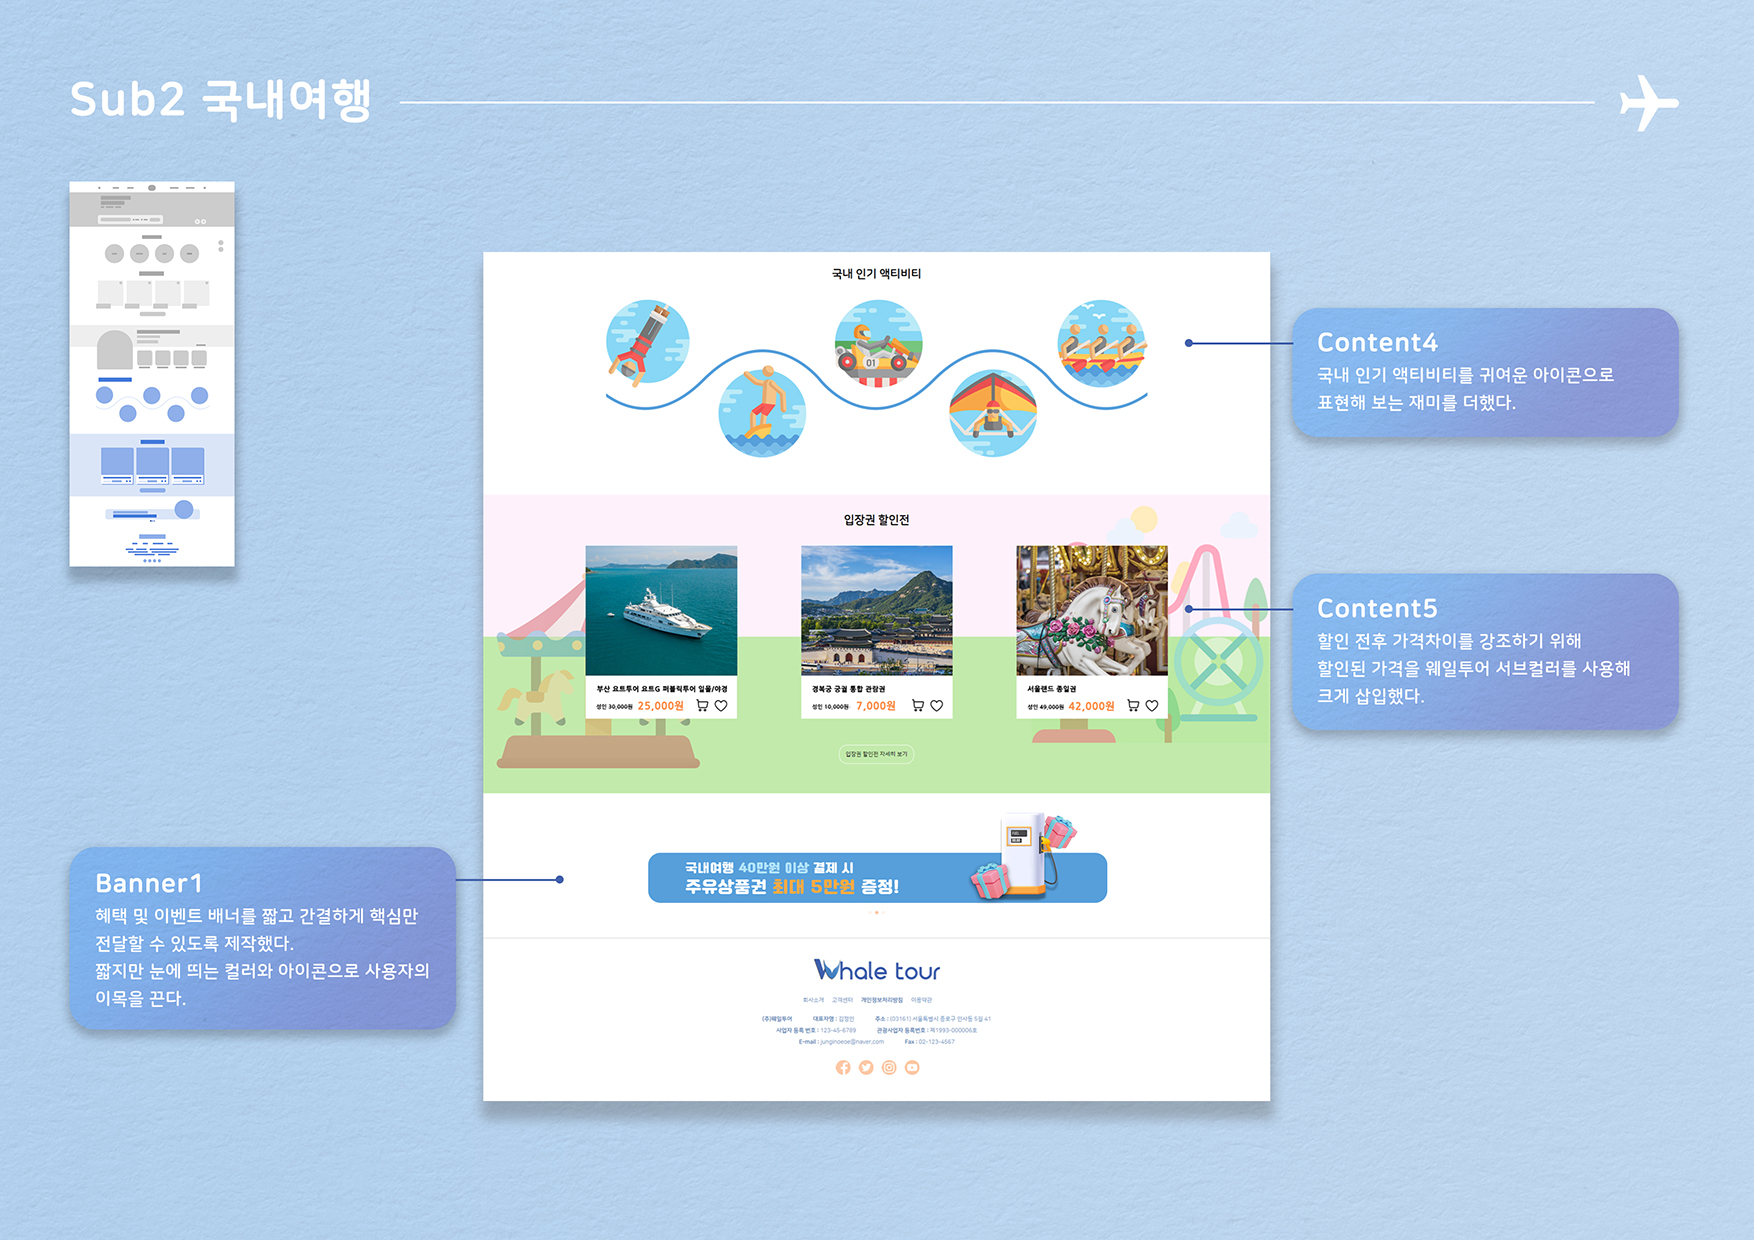 Sub2 국내여행
국내 인기 액티비티
01
Content4
국내 인기 액티비티를 귀여운 아이콘으로
표현해 보는 재미를 더했다.
입장권 할인전
부산 요트투어 요트G 퍼블릭투어 일몰/야경
성인 30,000원 25,000원
경복궁 궁궐 통합 관람권
성인 10,000원 7,000원
서울랜드 종일권
성인 49,000원 42,000원
입장권 할인전 자세히 보기
Content5
할인 전후 가격차이를 강조하기 위해
할인된 가격을 웨일투어 서브컬러를 사용해
크게 삽입했다.
Banner1
혜택 및 이벤트 배너를 짧고 간결하게 핵심만
전달할 수 있도록 제작했다.
짧지만 눈에 띄는 컬러와 아이콘으로 사용자의
이목을 끈다.
국내여행 40만원 이상 결제 시
주유상품권 최대 5만원 증정!
Whale tour
회사소개 고객센터 개인정보처리방침 이용약관
(주)웨일투어 대표자명 : 김정인 주소 : (03161) 서울특별시 종로구 인사동 5길 41
사업자 등록 번호 : 123-45-6789 관광사업자 등록번호 : 제1993-000006호
E-mail : junginoeoe@naver.com Fax : 02-123-4567